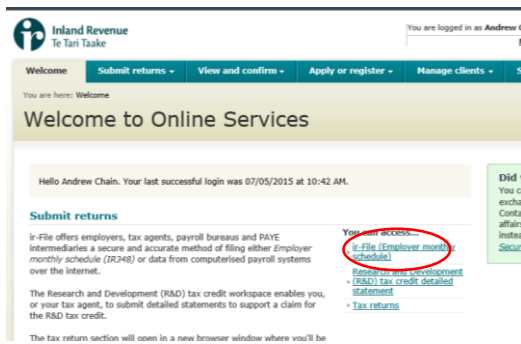 Inland Revenue
Te Tari Taake
You are logged in as Andrew
Welcome
Submit returns
View and confirm
Apply or register
Manage clients
You are here: Welcome
Welcome to Online Services
Hello Andrew Chain. Your last successful login was 07/05/2015 at 10:42 AM.
Did
You c
excha
Conta
affair
instea
Secur
Submit returns
ir-File offers employers, tax agents, payroll bureaus and PAYE
intermediaries a secure and accurate method of filing either Employer
monthly schedule (IR348) or data from computerised payroll systems
over the internet.
The Research and Development (R&D) tax credit workspace enables you,
or your tax agent, to submit detailed statements to support a claim for
the R&D tax credit.
The tax return section will open in a new browser window where you'll be
You can access...
ir-File (Employer monthly
schedule)
Research and Development
(R&D) tax credit detailed
statement
Tax returns